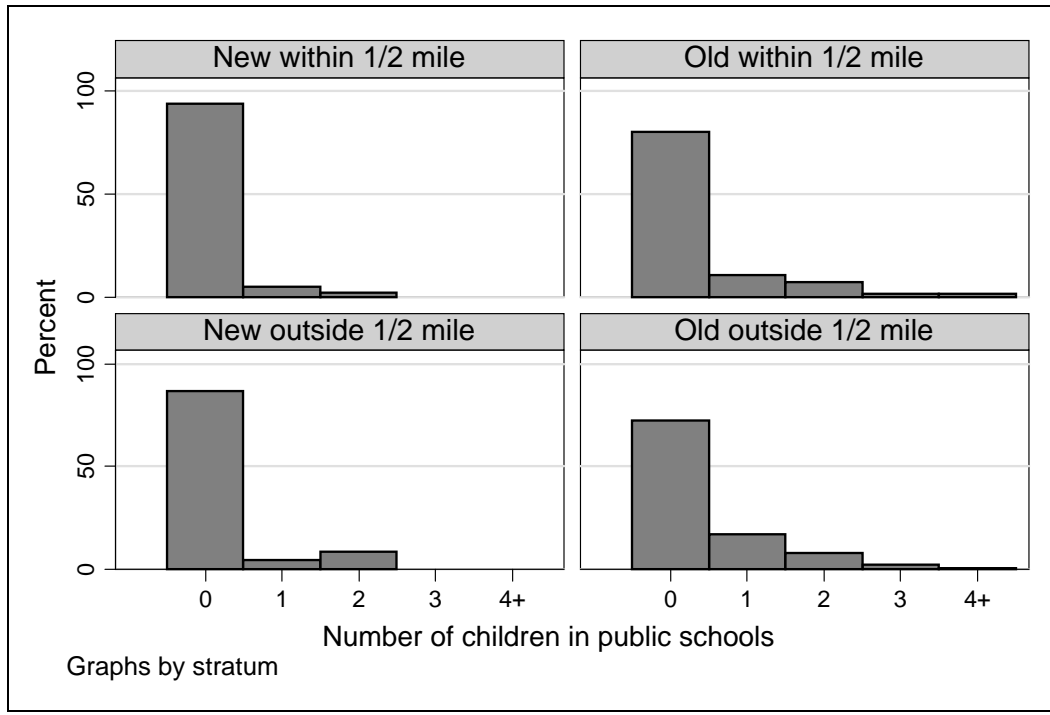 New within 1/2 mile
Old within 1/2 mile
100
50
0
New outside 1/2 mile
Old outside 1/2 mile
100
50
0
Percent
0 1 2 3 4+
0 1 2 3 4+
Number of children in public schools
Graphs by stratum